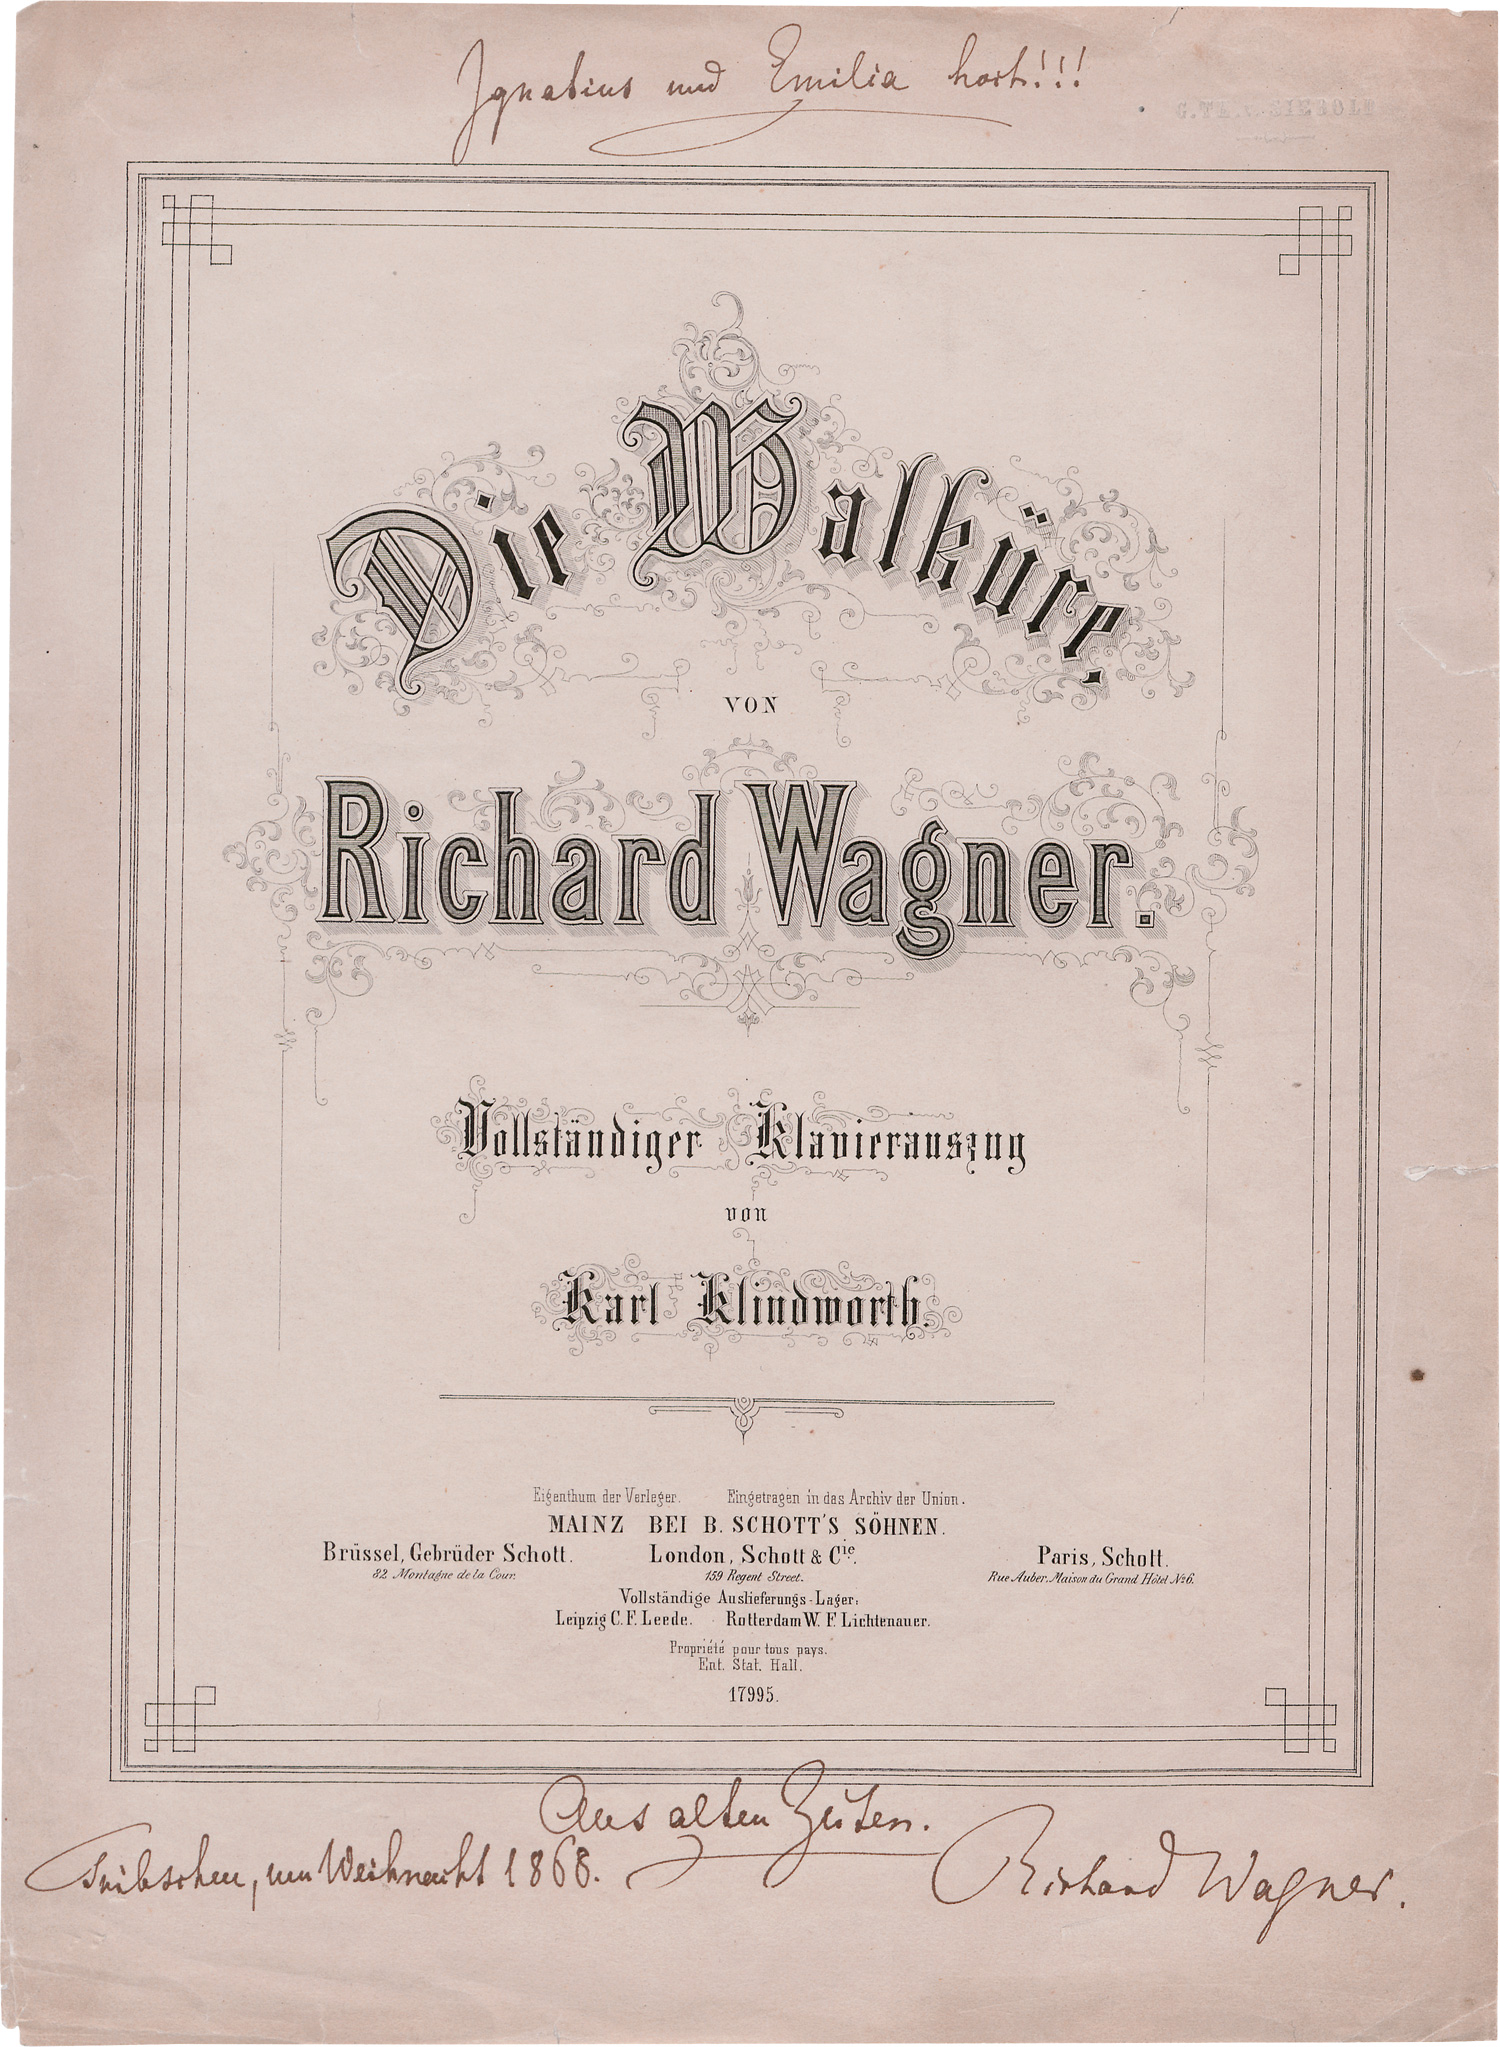 Ignatius und Emilia hort!!!
Die Walküre.
VON
Richard Wagner.
Vollständiger Klavierauszug
von
Karl Klindworth.
Eigenthum der Verleger. Eingetragen in das Archiv der Union.
MAINZ BEI B. SCHOTT'S SÖHNEN.
Brüssel, Gebrüder Schott. London, Schott & Cie. Paris, Schott.
82 Montagne de la Cour. 159 Regent Street. Rue Auber. Maison du Grand Hôtel No 6.
Vollständige Auslieferungs-Lager:
Leipzig C. F. Leede. Rotterdam W. F. Lichtenauer.
Propriété pour tous pays.
Ent. Stat. Hall.
17995.
Aus alten Zeiten.
Tribschen, um Weihnacht 1868.
Richard Wagner.